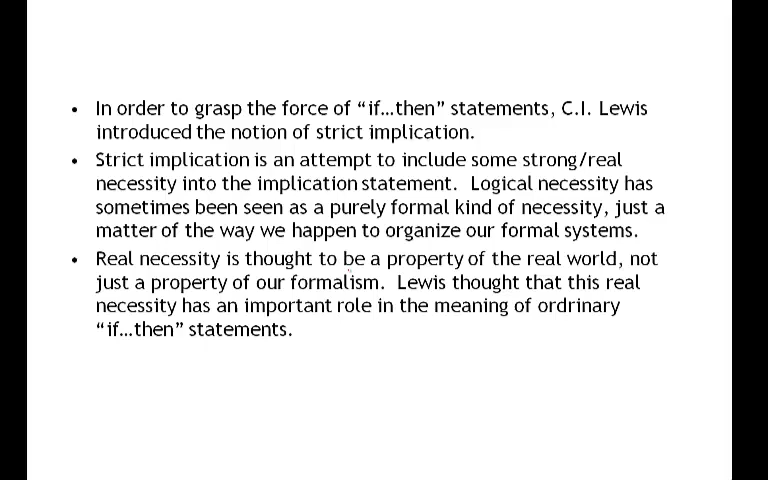 • In order to grasp the force of “if...then” statements, C.I. Lewis
introduced the notion of strict implication.
• Strict implication is an attempt to include some strong/real
necessity into the implication statement.  Logical necessity has
sometimes been seen as a purely formal kind of necessity, just a
matter of the way we happen to organize our formal systems.
• Real necessity is thought to be a property of the real world, not
just a property of our formalism.  Lewis thought that this real
necessity has an important role in the meaning of ordrinary
“if...then” statements.